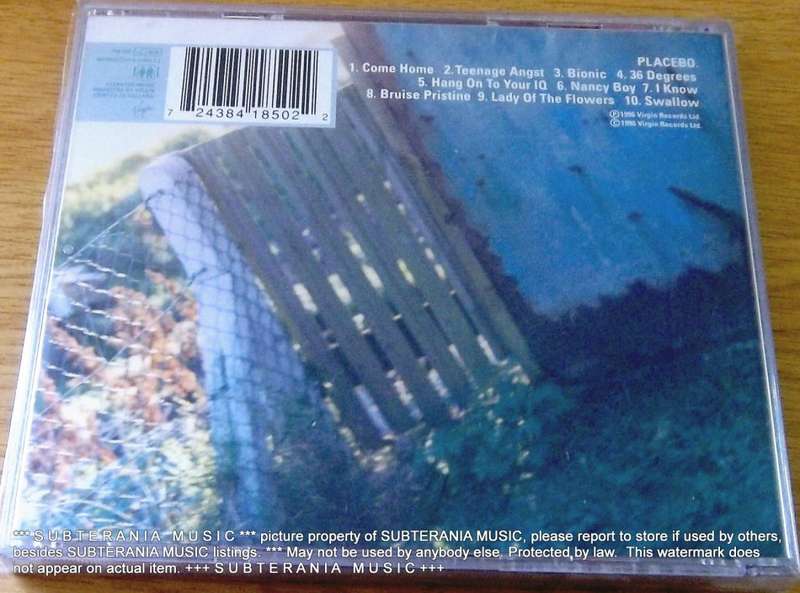 PLACEBO.
1. Come Home 2. Teenage Angst 3. Bionic 4. 36 Degrees
5. Hang On To Your IQ 6. Nancy Boy 7. I Know
8. Bruise Pristine 9. Lady Of The Flowers 10. Swallow
Ⓟ1996 Virgin Records Ltd.
©1996 Virgin Records Ltd.
7 24384 18502 2
Virgin
*** S U B T E R A N I A M U S I C *** picture property of SUBTERANIA MUSIC, please report to store if used by others,
besides SUBTERANIA MUSIC listings. *** May not be used by anybody else. Protected,by law. This watermark does
not appear on actual item. +++ S U B T E R A N I A M U S I C +++